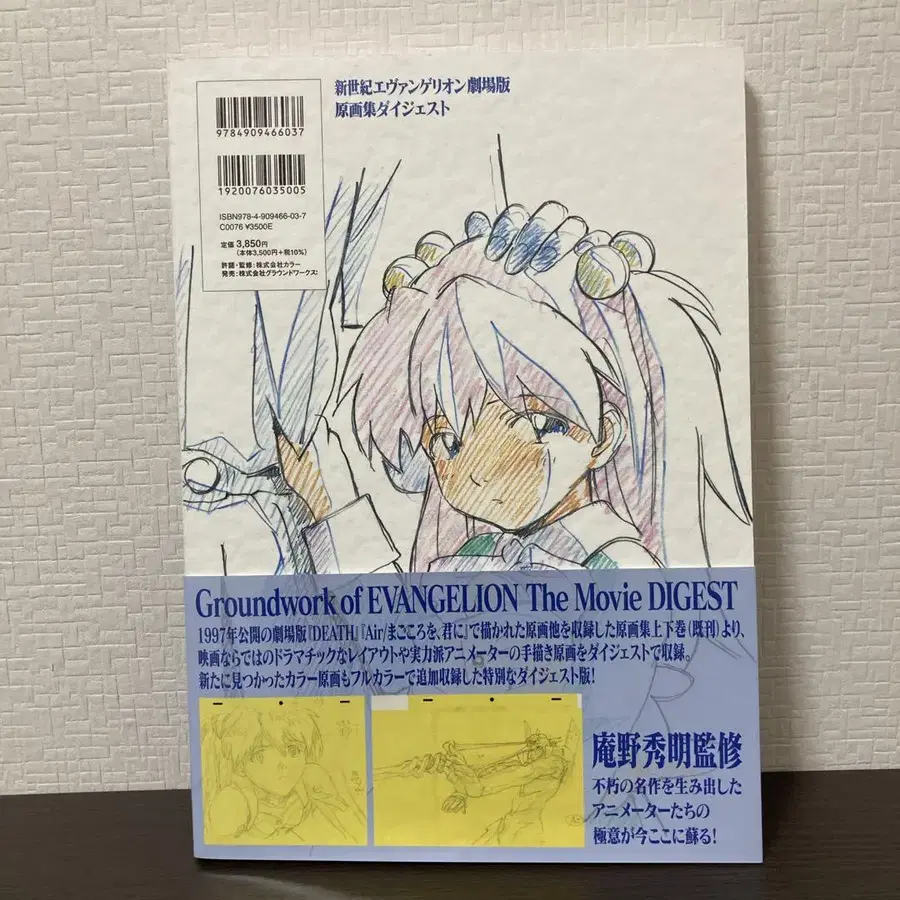 新世紀エヴァンゲリオン劇場版
原画集ダイジェスト
9784909466037
1920076035005
ISBN978-4-909466-03-7
C0076 ¥3500E
定価 3,850円
(本体3,500円+税10%)
許諾・監修:株式会社カラー
発売:株式会社グラウンドワークス:
Groundwork of EVANGELION The Movie DIGEST
1997年公開の劇場版『DEATH』『Air/まごころを、君に』で描かれた原画他を収録した原画集上下巻(既刊)より、
映画ならではのドラマチックなレイアウトや実力派アニメーターの手描き原画をダイジェストで収録。
新たに見つかったカラー原画もフルカラーで追加収録した特別なダイジェスト版!
庵野秀明監修
不朽の名作を生み出した
アニメーターたちの
極意が今ここに蘇る!